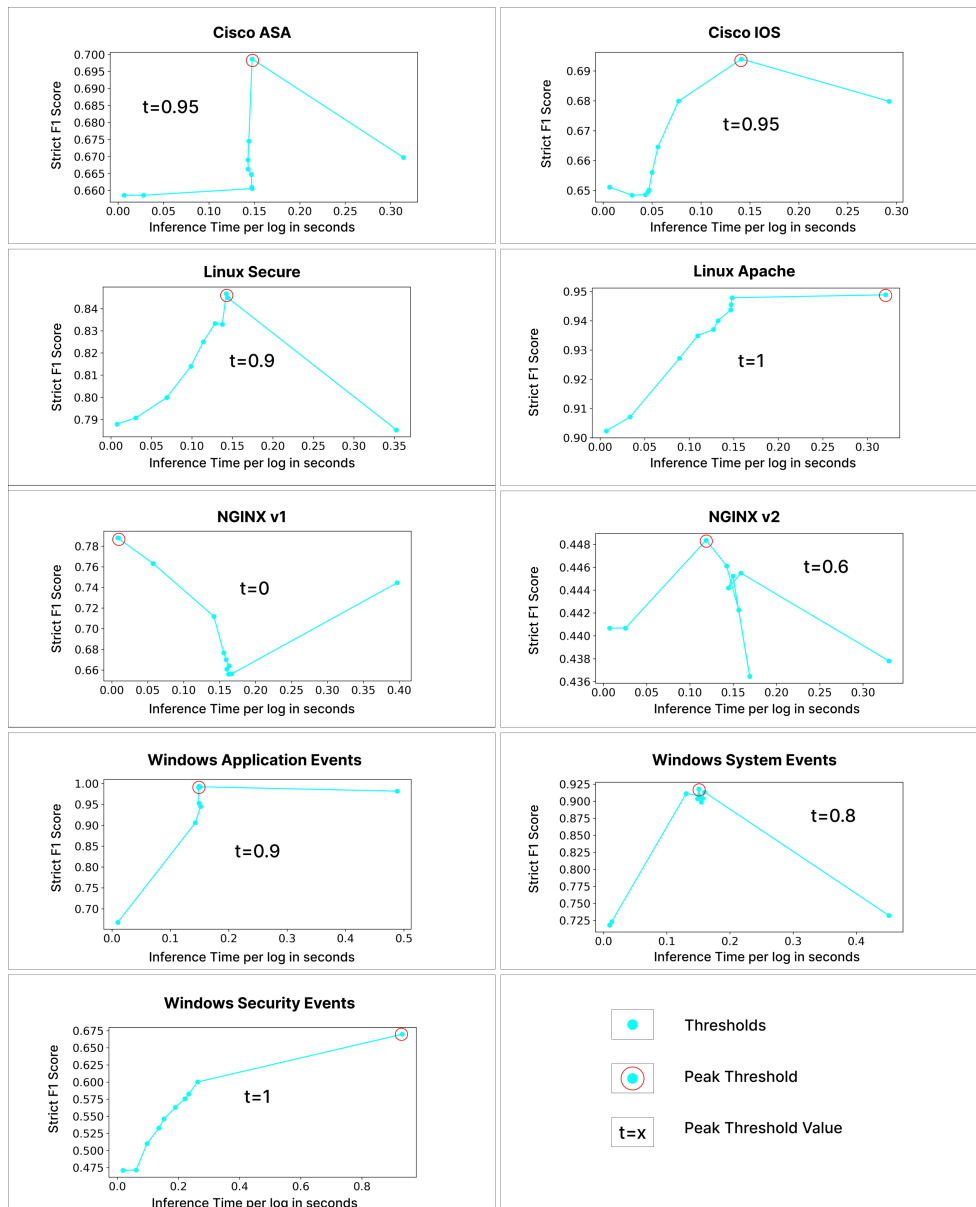 Cisco ASA
0.700
0.695
0.690
0.685
0.680
0.675
0.670
0.665
0.660
Strict F1 Score
t=0.95
0.00 0.05 0.10 0.15 0.20 0.25 0.30
Inference Time per log in seconds
Cisco IOS
0.69
0.68
0.67
0.66
0.65
Strict F1 Score
t=0.95
0.00 0.05 0.10 0.15 0.20 0.25 0.30
Inference Time per log in seconds
Linux Secure
0.84
0.83
0.82
0.81
0.80
0.79
Strict F1 Score
t=0.9
0.00 0.05 0.10 0.15 0.20 0.25 0.30 0.35
Inference Time per log in seconds
Linux Apache
0.95
0.94
0.93
0.92
0.91
0.90
Strict F1 Score
t=1
0.00 0.05 0.10 0.15 0.20 0.25 0.30
Inference Time per log in seconds
NGINX v1
0.78
0.76
0.74
0.72
0.70
0.68
0.66
Strict F1 Score
t=0
0.00 0.05 0.10 0.15 0.20 0.25 0.30 0.35 0.40
Inference Time per log in seconds
NGINX v2
0.448
0.446
0.444
0.442
0.440
0.438
0.436
Strict F1 Score
t=0.6
0.00 0.05 0.10 0.15 0.20 0.25 0.30
Inference Time per log in seconds
Windows Application Events
1.00
0.95
0.90
0.85
0.80
0.75
0.70
Strict F1 Score
t=0.9
0.0 0.1 0.2 0.3 0.4 0.5
Inference Time per log in seconds
Windows System Events
0.925
0.900
0.875
0.850
0.825
0.800
0.775
0.750
0.725
Strict F1 Score
t=0.8
0.0 0.1 0.2 0.3 0.4
Inference Time per log in seconds
Windows Security Events
0.675
0.650
0.625
0.600
0.575
0.550
0.525
0.500
0.475
Strict F1 Score
t=1
0.0 0.2 0.4 0.6 0.8
Inference Time per log in seconds
Thresholds
Peak Threshold
t=x Peak Threshold Value